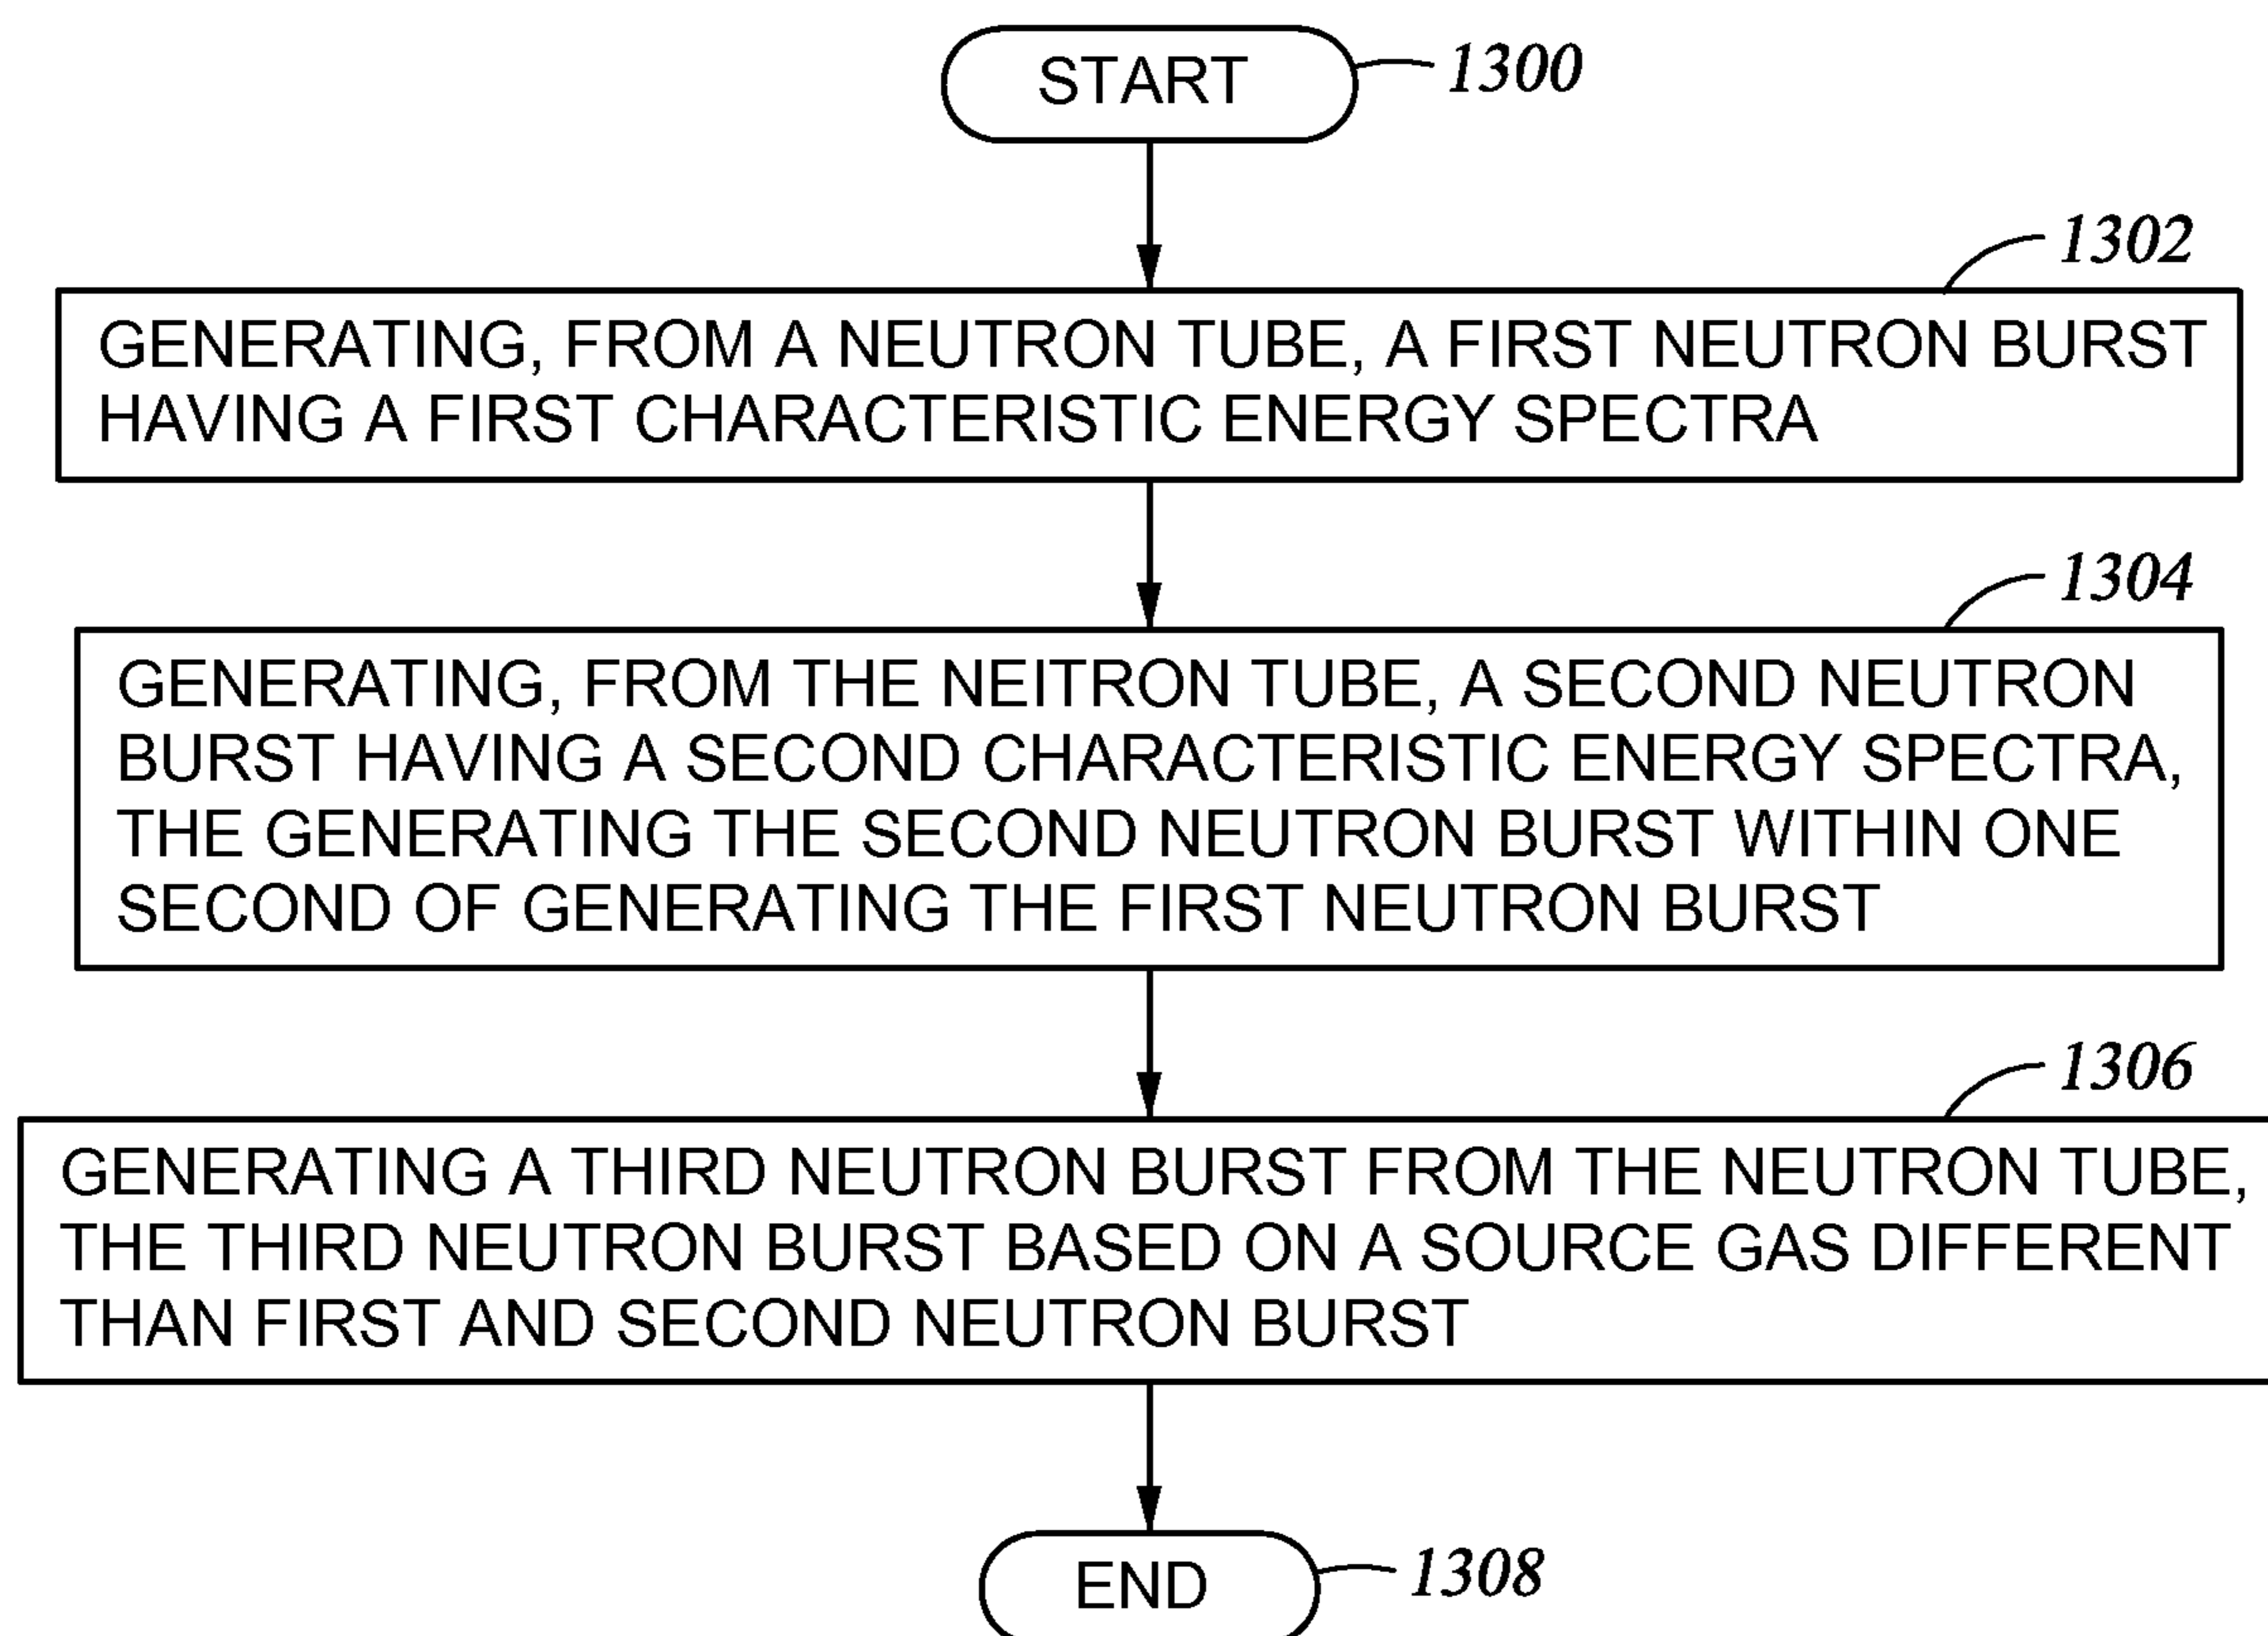 START 1300
1302
GENERATING, FROM A NEUTRON TUBE, A FIRST NEUTRON BURST
HAVING A FIRST CHARACTERISTIC ENERGY SPECTRA
1304
GENERATING, FROM THE NEITRON TUBE, A SECOND NEUTRON
BURST HAVING A SECOND CHARACTERISTIC ENERGY SPECTRA,
THE GENERATING THE SECOND NEUTRON BURST WITHIN ONE
SECOND OF GENERATING THE FIRST NEUTRON BURST
1306
GENERATING A THIRD NEUTRON BURST FROM THE NEUTRON TUBE,
THE THIRD NEUTRON BURST BASED ON A SOURCE GAS DIFFERENT
THAN FIRST AND SECOND NEUTRON BURST
END 1308